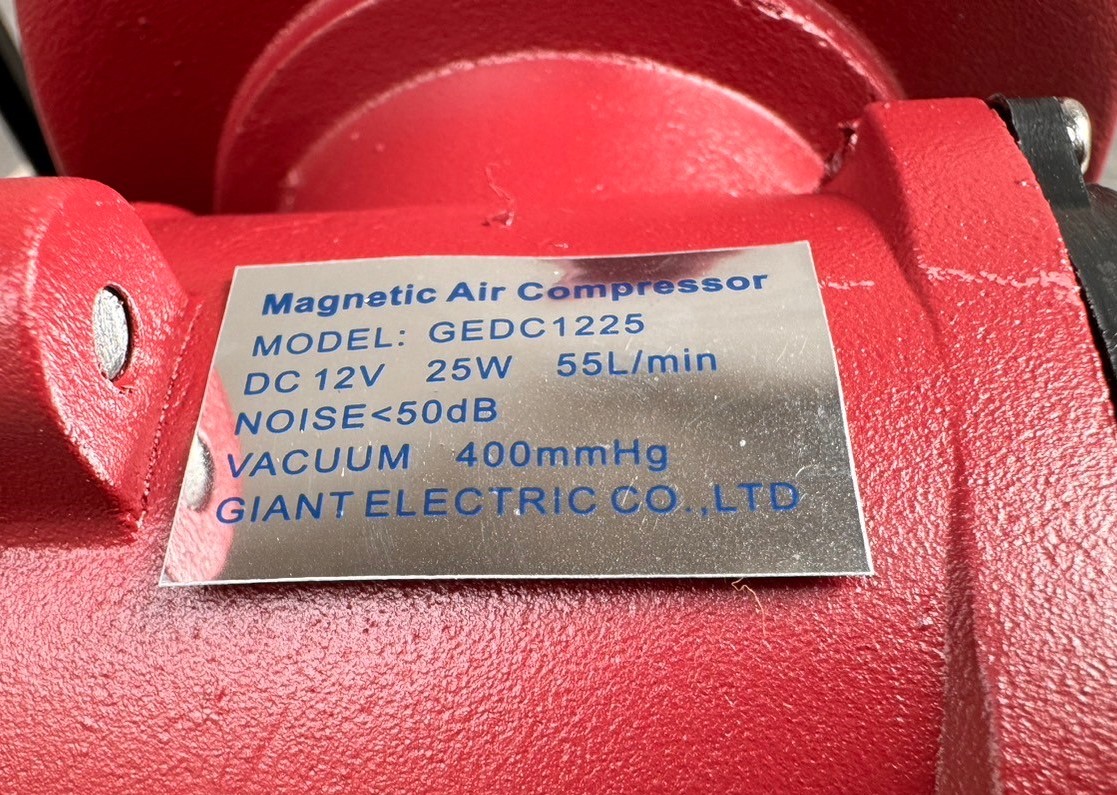 Magnetic Air Compressor
MODEL: GEDC1225
DC 12V 25W 55L/min
NOISE<50dB
VACUUM 400mmHg
GIANT ELECTRIC CO.,LTD